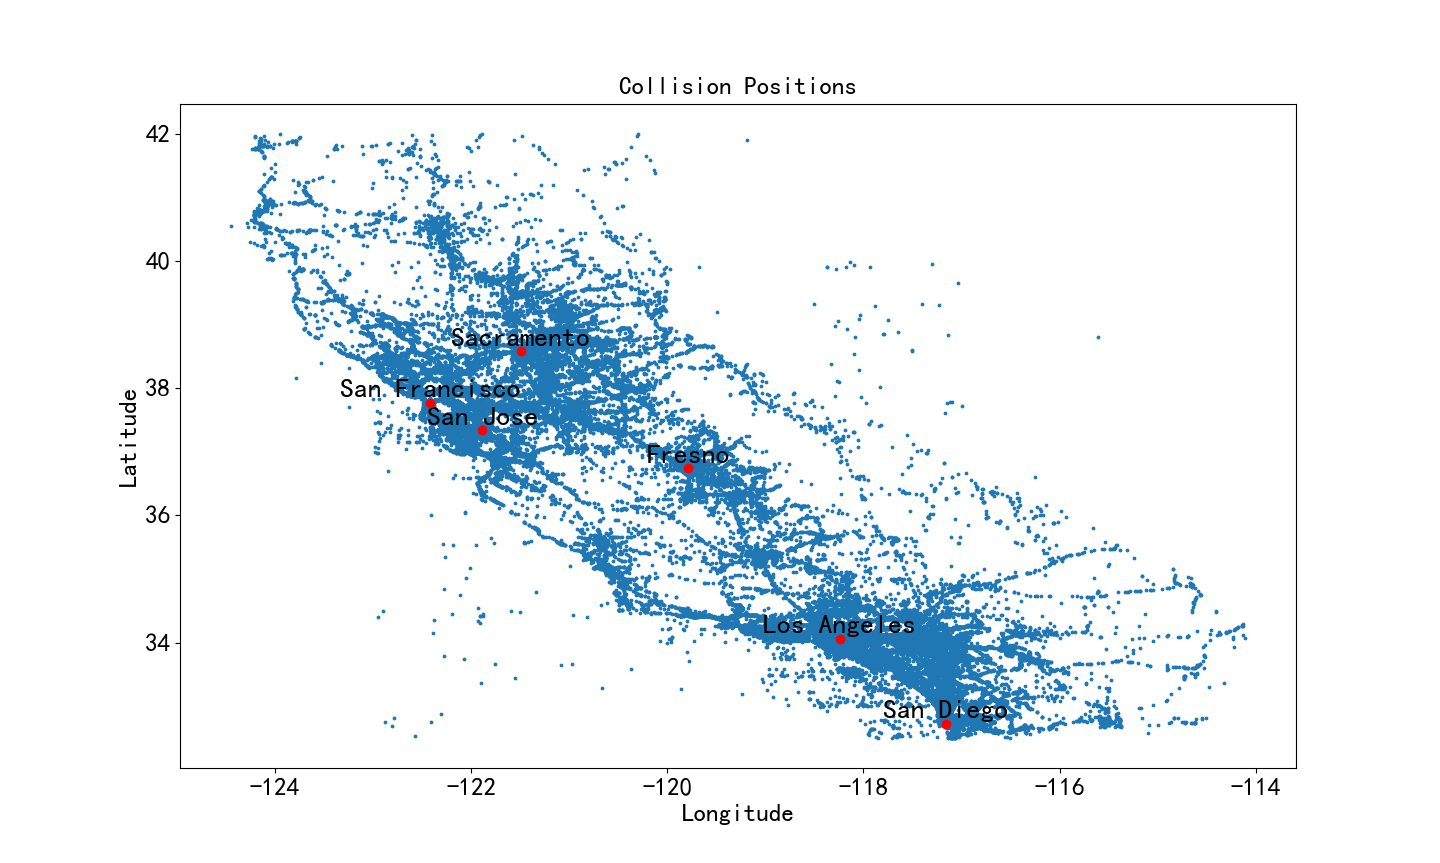 Collision Positions
42
40
38
36
34
Latitude
Sacramento
San Francisco
San Jose
Fresno
Los Angeles
San Diego
−124
−122
−120
−118
−116
−114
Longitude